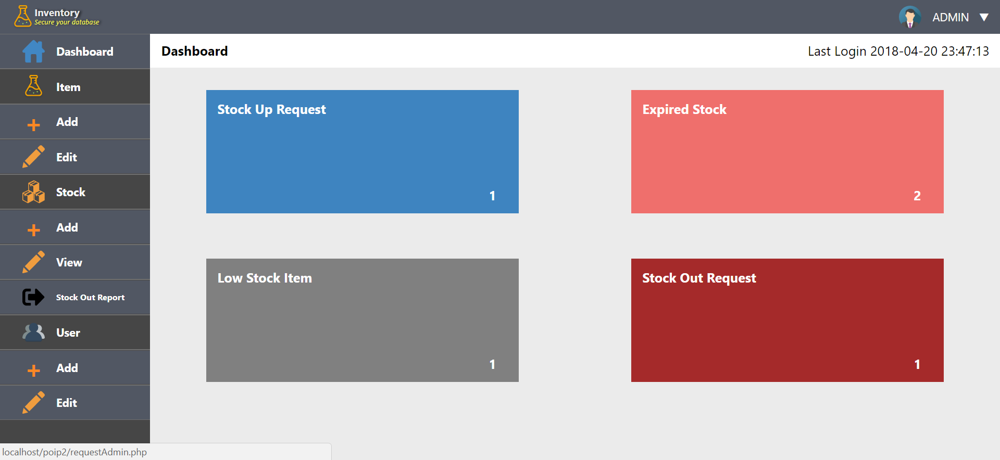 Inventory
Secure your database
ADMIN ▼
Dashboard
Item
Add
Edit
Stock
Add
View
Stock Out Report
User
Add
Edit
Dashboard
Last Login 2018-04-20 23:47:13
Stock Up Request
1
Expired Stock
2
Low Stock Item
1
Stock Out Request
1
localhost/poip2/requestAdmin.php